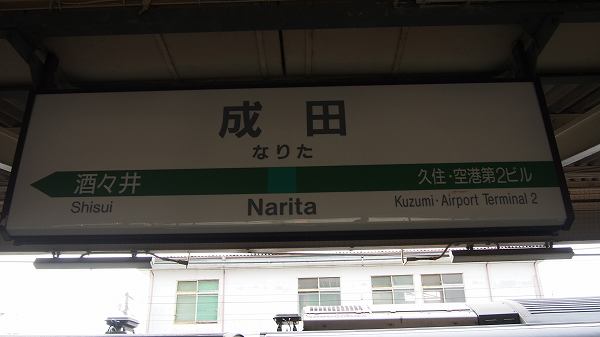 成田
なりた
酒々井
久住・空港第2ビル
Shisui
Narita
Kuzumi・Airport Terminal 2